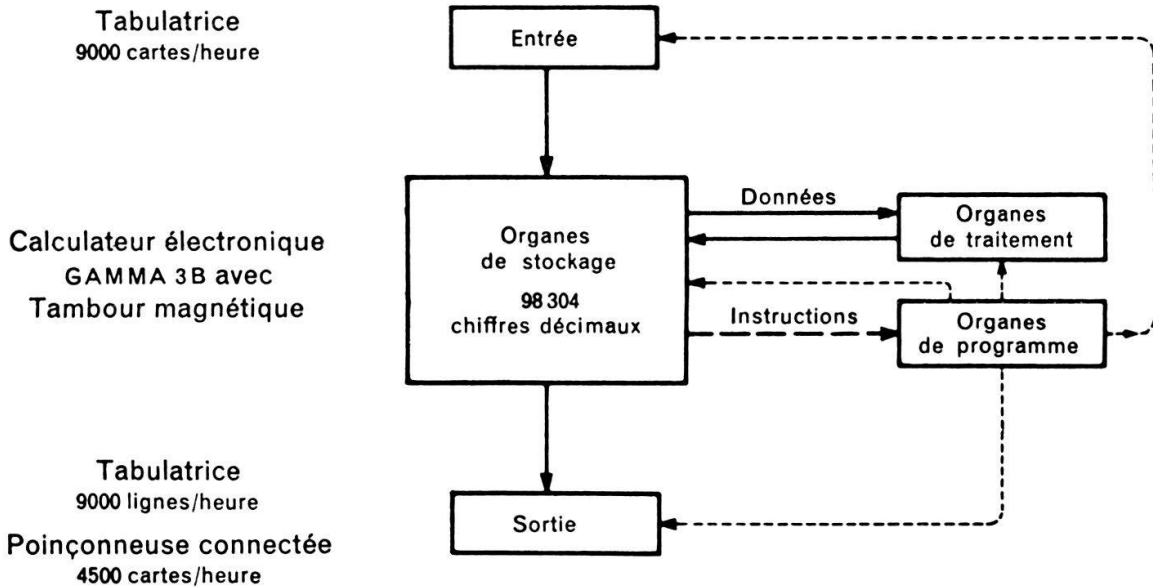 Tabulatrice
9000 cartes/heure
Entrée
Calculateur électronique
GAMMA 3B avec
Tambour magnétique
Organes
de stockage
98 304
chiffres décimaux
Données
Instructions
Organes
de traitement
Organes
de programme
Tabulatrice
9000 lignes/heure
Poinçonneuse connectée
4500 cartes/heure
Sortie